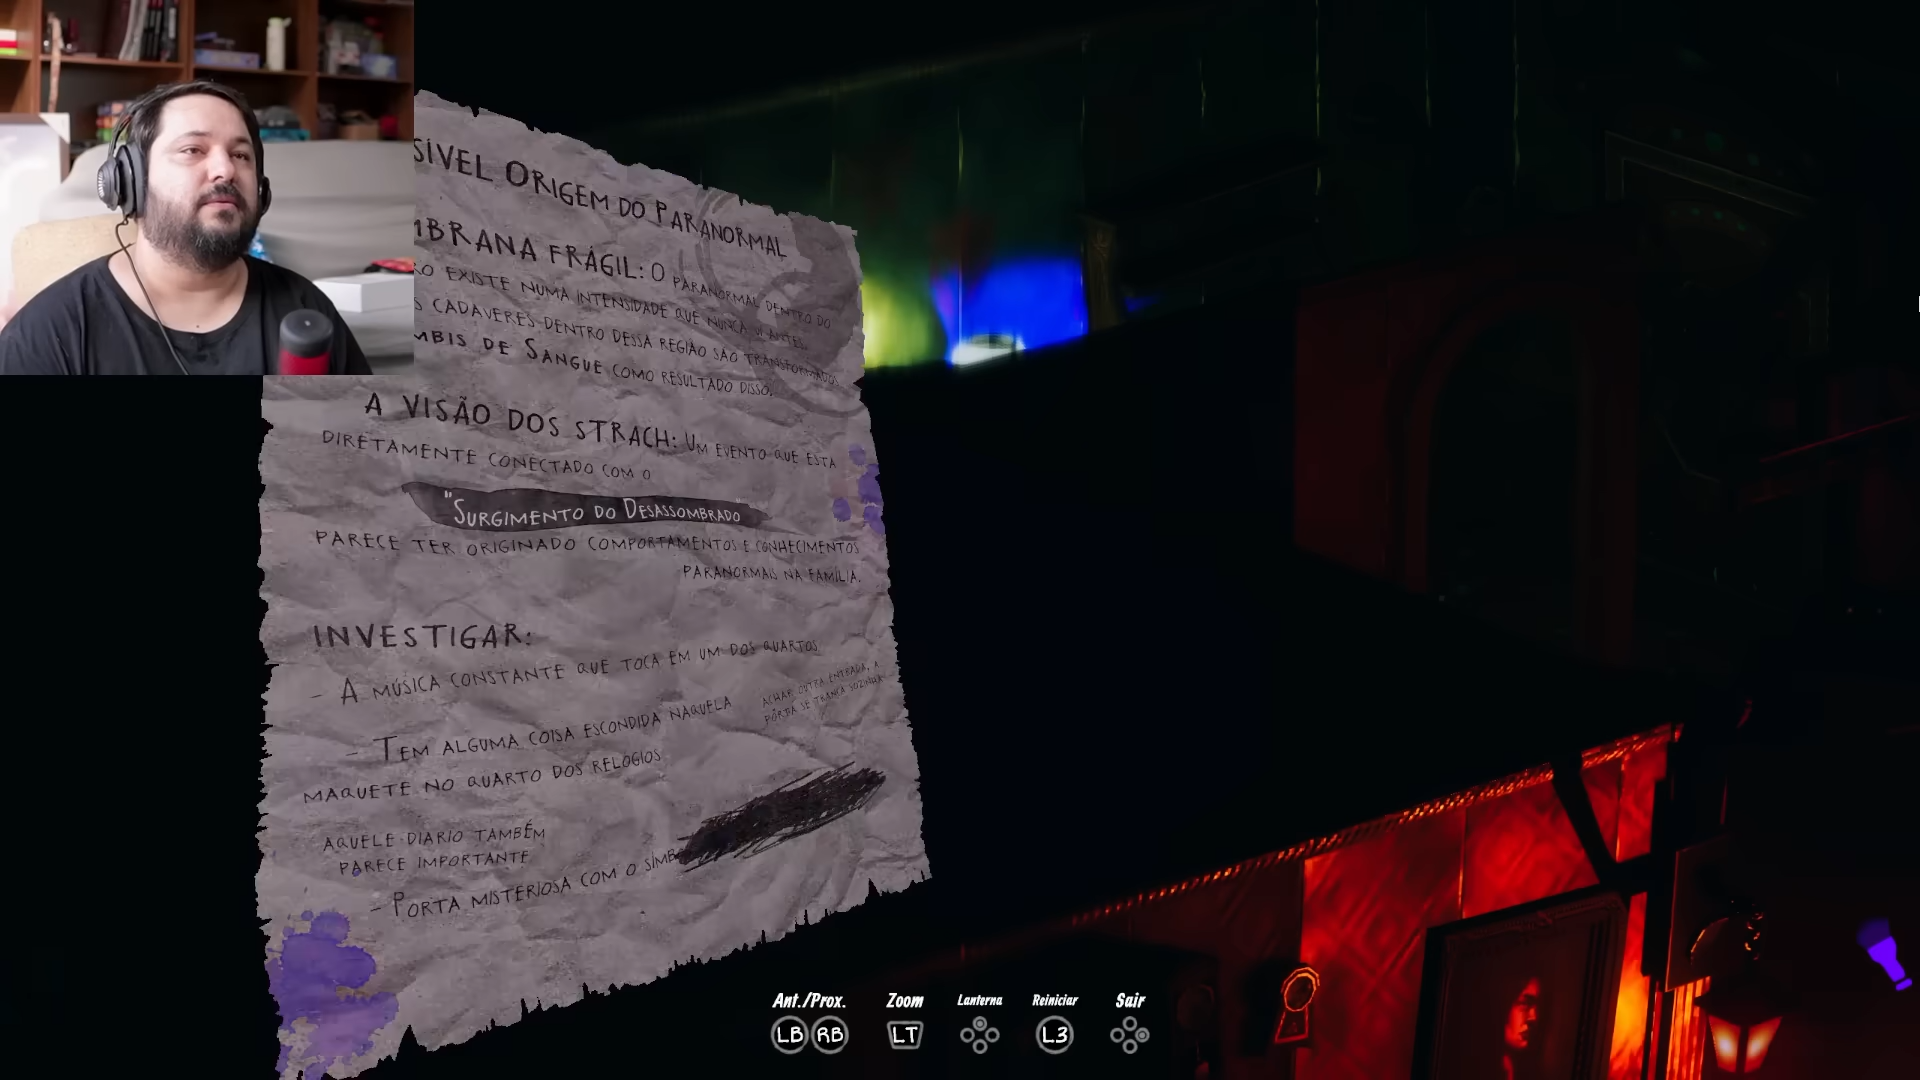 SÍVEL ORIGEM DO PARANORMAL
MBRANA FRÁGIL: O PARANORMAL DENTRO DO
RO EXISTE NUMA INTENSIDADE QUE NUNCA VI ANTES.
S CADAVERES DENTRO DESSA REGIÃO SÃO TRANSFORMADOS
MBIS DE SANGUE COMO RESULTADO DISSO.
A VISÃO DOS STRACH: UM EVENTO QUE ESTA
DIRETAMENTE CONECTADO COM O
"SURGIMENTO DO DESASSOMBRADO"
PARECE TER ORIGINADO COMPORTAMENTOS E CONHECIMENTOS
PARANORMAIS NA FAMÍLIA.
INVESTIGAR:
- A MÚSICA CONSTANTE QUE TOCA EM UM DOS QUARTOS
ACHAR OUTRA ENTRADA, A
PORTA SE TRANCA SOZINHA
- TEM ALGUMA COISA ESCONDIDA NAQUELA
MAQUETE NO QUARTO DOS RELÓGIOS
AQUELE DIARIO TAMBÉM
PARECE IMPORTANTE
- PORTA MISTERIOSA COM O SÍMB
Ant./Prox. Zoom Lanterna Reiniciar Sair
LB RB LT L3